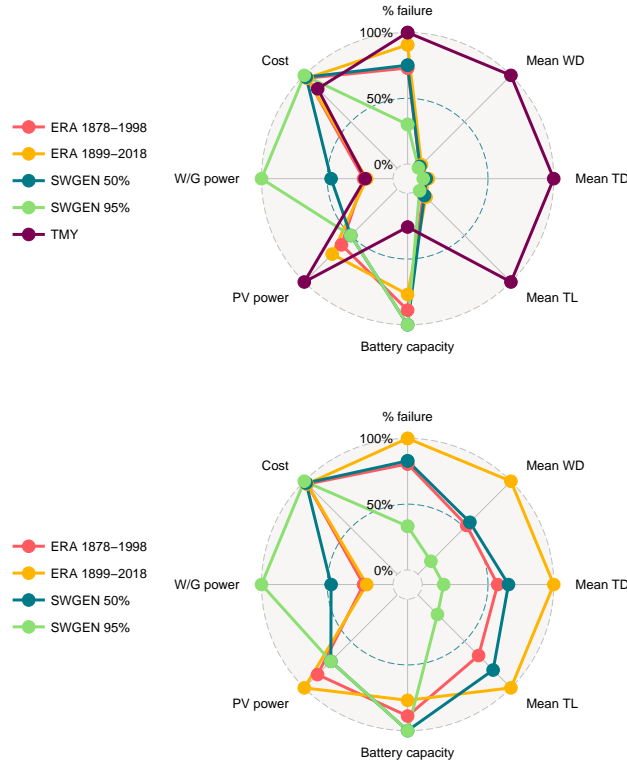 % failure
100%
Cost
Mean WD
50%
ERA 1878−1998
ERA 1899−2018
SWGEN 50%
SWGEN 95%
TMY
0%
W/G power
Mean TD
PV power
Mean TL
Battery capacity
% failure
100%
Cost
Mean WD
50%
ERA 1878−1998
ERA 1899−2018
SWGEN 50%
SWGEN 95%
0%
W/G power
Mean TD
PV power
Mean TL
Battery capacity